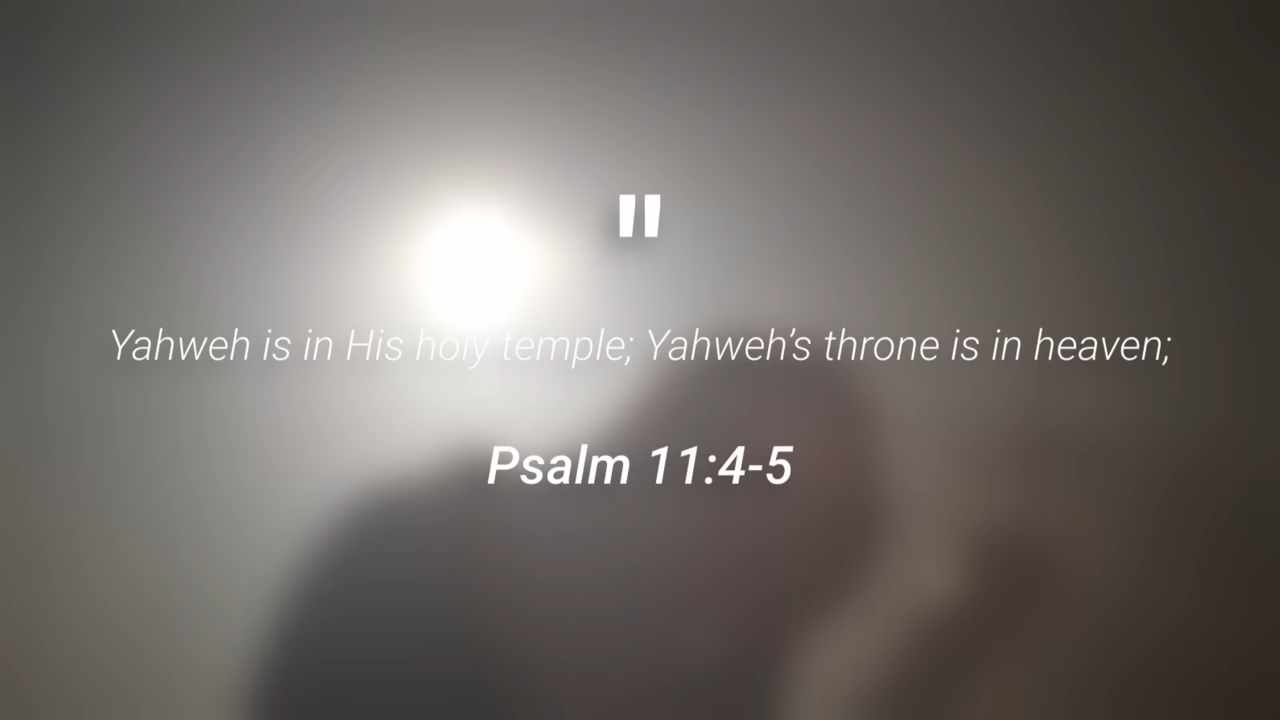 "
Yahweh is in His holy temple; Yahweh’s throne is in heaven;
Psalm 11:4-5